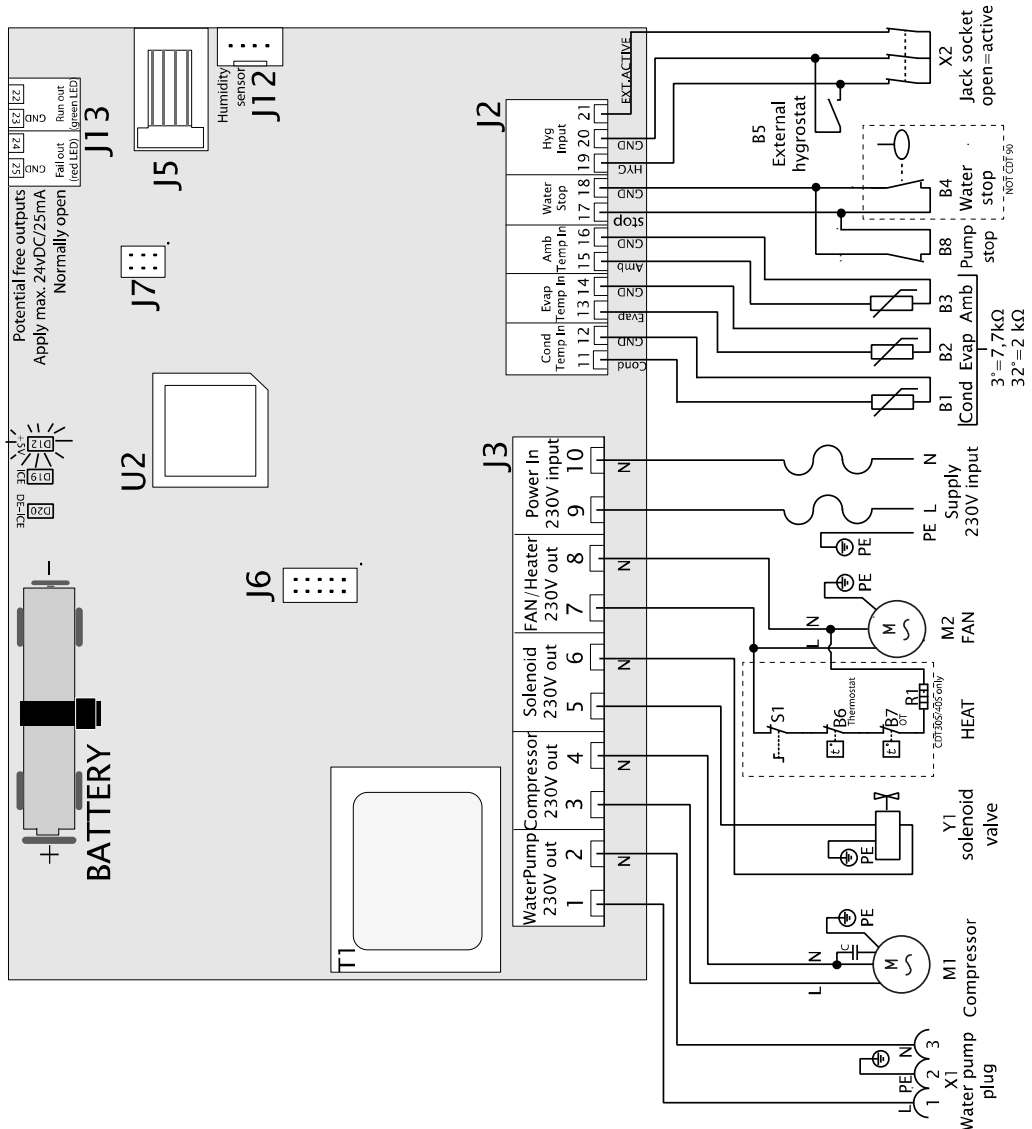 22
23
GND
Run out
(green LED)
24
25
GND
Fail out
(red LED)
J13
Potential free outputs
Apply max. 24vDC/25mA
Normally open
J5
Humidity
sensor
J12
J7
+5V
D12
ICE
D19
DE-ICE
D20
U2
J6
BATTERY
+
−
T1
J2
Hyg
Input
21
20
19
EXT.ACTIVE
GND
HYG
Water
Stop
18
17
GND
stop
Amb
Temp In
16
15
GND
Amb
Evap
Temp In
14
13
GND
Evap
Cond
Temp In
12
11
GND
Cond
J3
Power In
230V input
10
9
N
FAN/Heater
230V out
8
7
N
Solenoid
230V out
6
5
N
Compressor
230V out
4
3
N
WaterPump
230V out
2
1
N
X2
Jack socket
open=active
B5
External
hygrostat
B4
Water
stop
NOT CDT 90
B8
Pump
stop
B3
Amb
B2
Evap
B1
Cond
3°=7,7kΩ
32°=2 kΩ
N
L
PE
Supply
230V input
PE
PE
N
L
M
M2
FAN
S1
B6
Thermostat
t°
B7
OT
t°
R1
CDT30S/40S only
HEAT
PE
Y1
solenoid
valve
PE
N
L
C
M
M1
Compressor
N
PE
L
3
2
1
X1
Water pump
plug